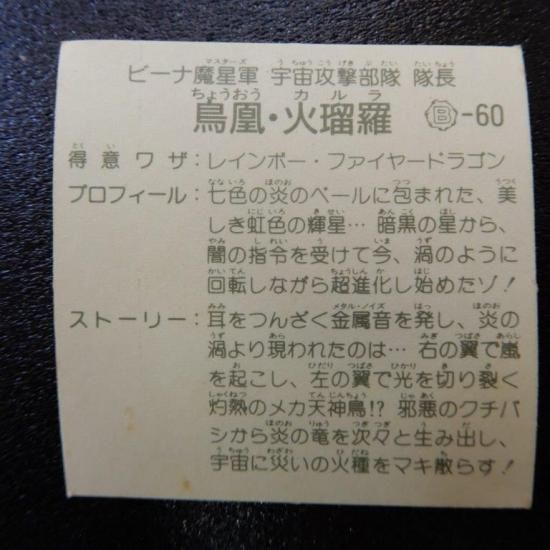 ビーナ魔星軍 宇宙攻撃部隊 隊長
鳥凰・火瑠羅 B-60
得意ワザ：レインボー・ファイヤードラゴン
プロフィール：七色の炎のベールに包まれた、美
しき虹色の輝星… 暗黒の星から、
闇の指令を受けて今、渦のように
回転しながら超進化し始めたゾ！
ストーリー：耳をつんざく金属音を発し、炎の
渦より現われたのは… 右の翼で嵐
を起こし、左の翼で光を切り裂く
灼熱のメカ天神鳥!? 邪悪のクチバ
シから炎の竜を次々と生み出し、
宇宙に災いの火種をマキ散らす！